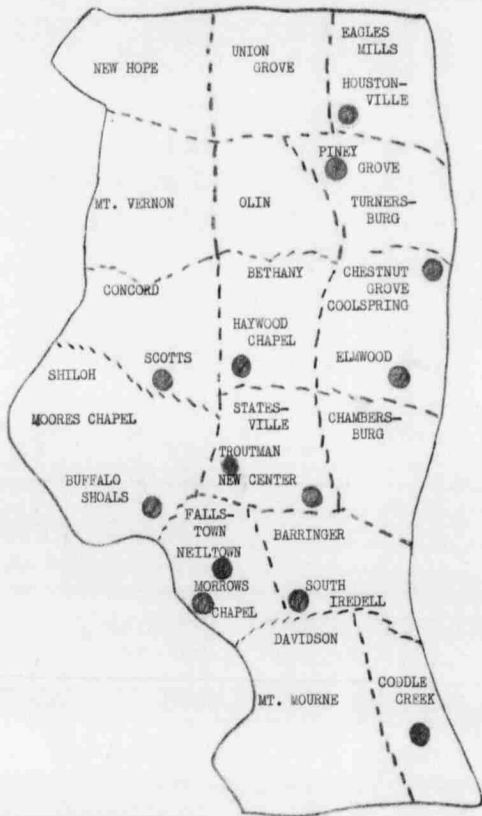 EAGLES
MILLS
UNION
GROVE
NEW HOPE
HOUSTON-
VILLE
PINEY
GROVE
MT. VERNON
OLIN
TURNERS-
BURG
BETHANY
CHESTNUT
GROVE
COOLSPRING
CONCORD
HAYWOOD
CHAPEL
SCOTTS
ELMWOOD
SHILOH
STATES-
VILLE
CHAMBERS-
BURG
MOORES CHAPEL
TROUTMAN
NEW CENTER
BUFFALO
SHOALS
FALLS-
TOWN
BARRINGER
NEILTOWN
MORROWS
CHAPEL
SOUTH
IREDELL
DAVIDSON
MT. MOURNE
CODDLE
CREEK